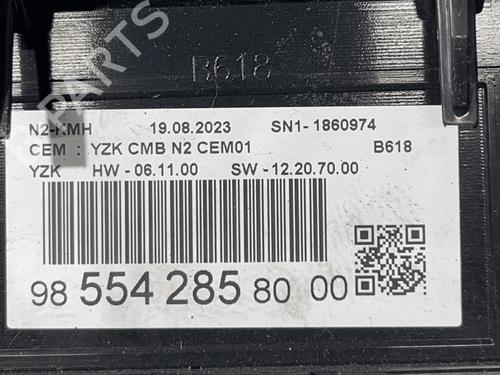 B618
N2-KMH 19.08.2023 SN1- 1860974
CEM : YZK CMB N2 CEM01 B618
YZK HW - 06.11.00 SW - 12.20.70.00
98 554 285 80 00